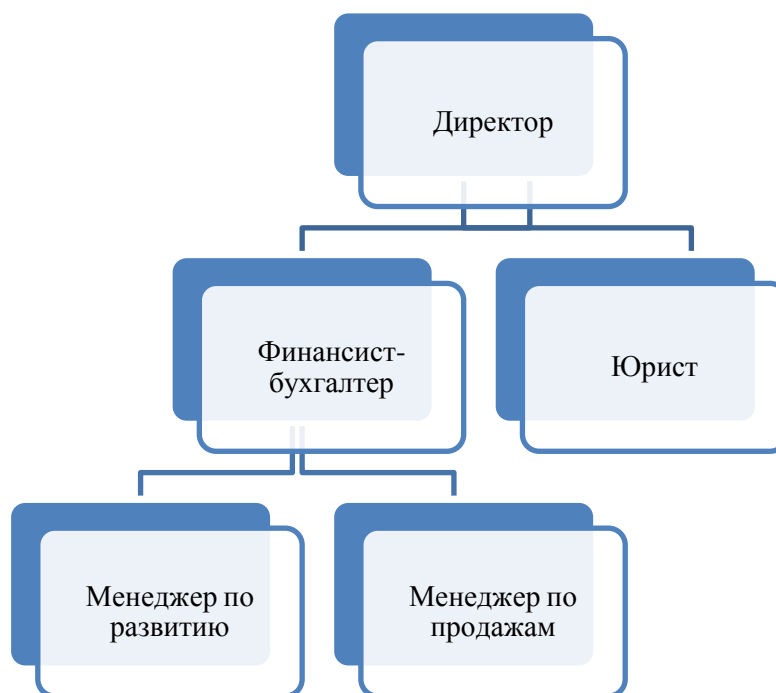 Директор
Финансист-
бухгалтер
Юрист
Менеджер по
развитию
Менеджер по
продажам